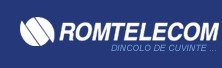 ROMTELECOM
DINCOLO DE CUVINTE ...